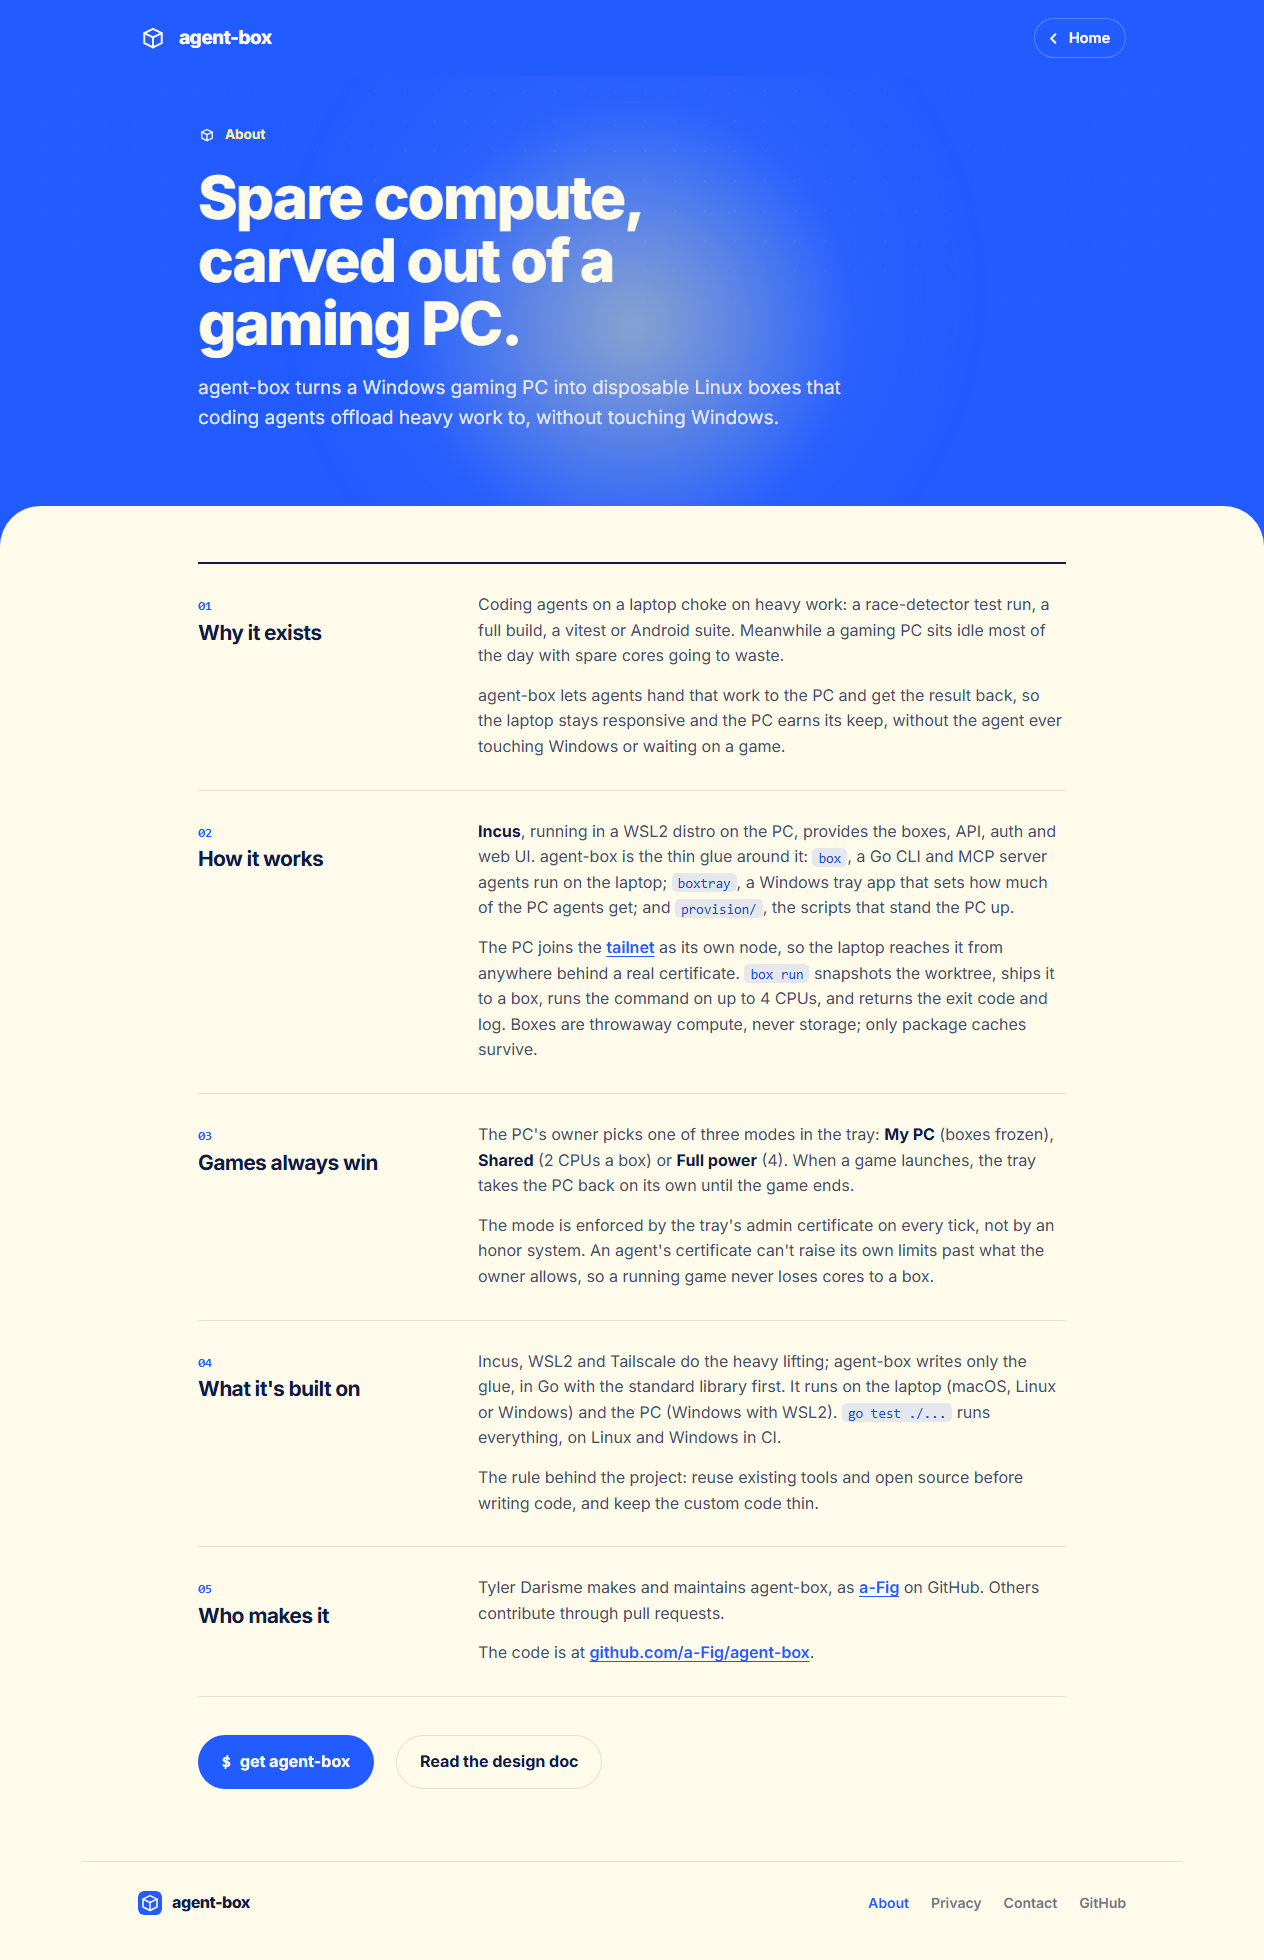 agent-box
Home
About
Spare compute,
carved out of a
gaming PC.
agent-box turns a Windows gaming PC into disposable Linux boxes that
coding agents offload heavy work to, without touching Windows.
01
Why it exists
Coding agents on a laptop choke on heavy work: a race-detector test run, a
full build, a vitest or Android suite. Meanwhile a gaming PC sits idle most of
the day with spare cores going to waste.
agent-box lets agents hand that work to the PC and get the result back, so
the laptop stays responsive and the PC earns its keep, without the agent ever
touching Windows or waiting on a game.
02
How it works
Incus, running in a WSL2 distro on the PC, provides the boxes, API, auth and
web UI. agent-box is the thin glue around it: box, a Go CLI and MCP server
agents run on the laptop; boxtray, a Windows tray app that sets how much
of the PC agents get; and provision/, the scripts that stand the PC up.
The PC joins the tailnet as its own node, so the laptop reaches it from
anywhere behind a real certificate. box run snapshots the worktree, ships it
to a box, runs the command on up to 4 CPUs, and returns the exit code and
log. Boxes are throwaway compute, never storage; only package caches
survive.
03
Games always win
The PC's owner picks one of three modes in the tray: My PC (boxes frozen),
Shared (2 CPUs a box) or Full power (4). When a game launches, the tray
takes the PC back on its own until the game ends.
The mode is enforced by the tray's admin certificate on every tick, not by an
honor system. An agent's certificate can't raise its own limits past what the
owner allows, so a running game never loses cores to a box.
04
What it's built on
Incus, WSL2 and Tailscale do the heavy lifting; agent-box writes only the
glue, in Go with the standard library first. It runs on the laptop (macOS, Linux
or Windows) and the PC (Windows with WSL2). go test ./... runs
everything, on Linux and Windows in CI.
The rule behind the project: reuse existing tools and open source before
writing code, and keep the custom code thin.
05
Who makes it
Tyler Darisme makes and maintains agent-box, as a-Fig on GitHub. Others
contribute through pull requests.
The code is at github.com/a-Fig/agent-box.
$ get agent-box
Read the design doc
agent-box
About
Privacy
Contact
GitHub